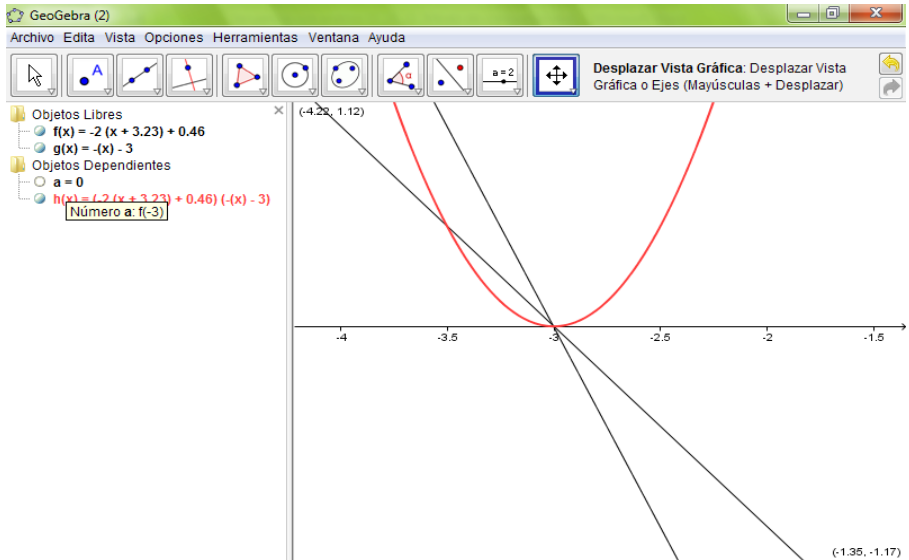 GeoGebra (2)
Archivo Edita Vista Opciones Herramientas Ventana Ayuda
A
α
a = 2
Desplazar Vista Gráfica: Desplazar Vista
Gráfica o Ejes (Mayúsculas + Desplazar)
Objetos Libres
f(x) = -2 (x + 3.23) + 0.46
g(x) = -(x) - 3
Objetos Dependientes
a = 0
h(x) = (-2 (x + 3.23) + 0.46) (-(x) - 3)
Número a: f(-3)
(-4.22, 1.12)
-4 -3.5 -3 -2.5 -2 -1.5
(-1.35, -1.17)